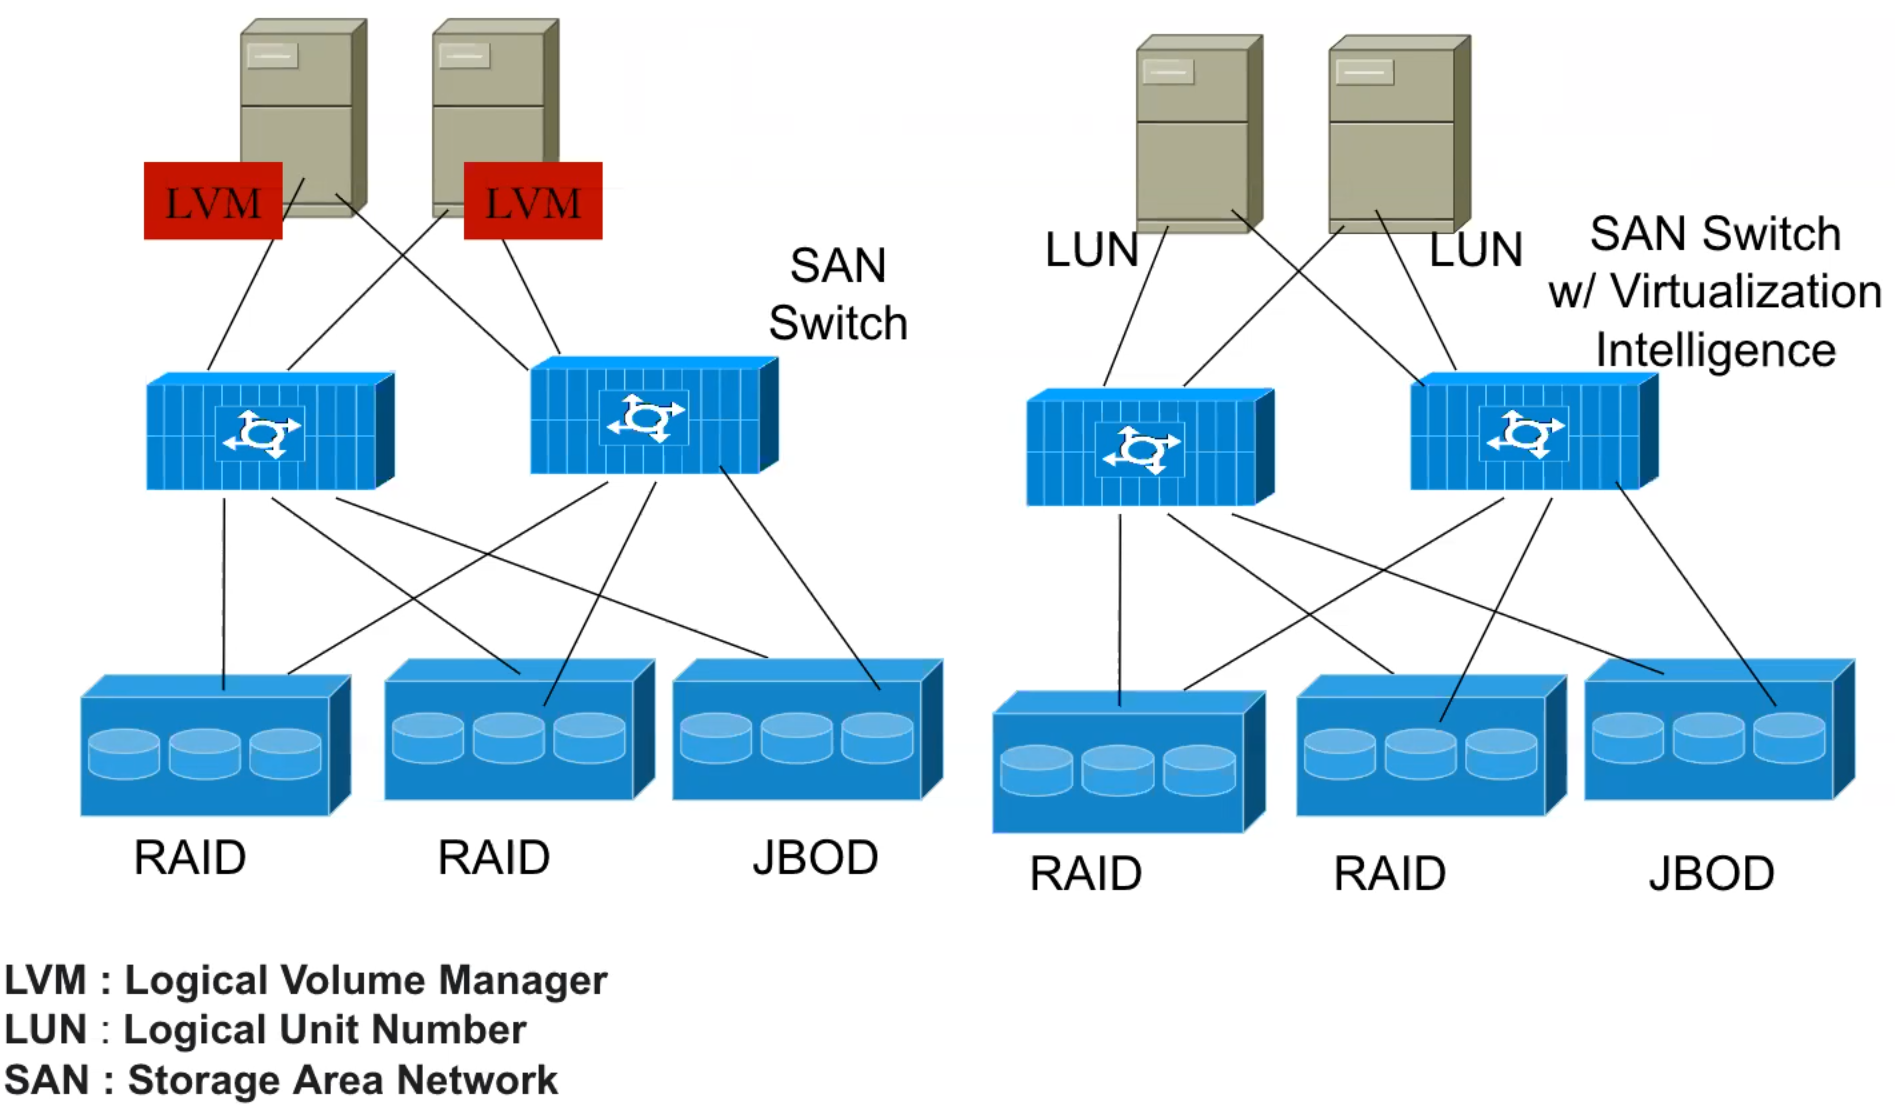 LVM
LVM
SAN
Switch
RAID
RAID
JBOD
LUN
LUN
SAN Switch
w/ Virtualization
Intelligence
RAID
RAID
JBOD
LVM : Logical Volume Manager
LUN : Logical Unit Number
SAN : Storage Area Network